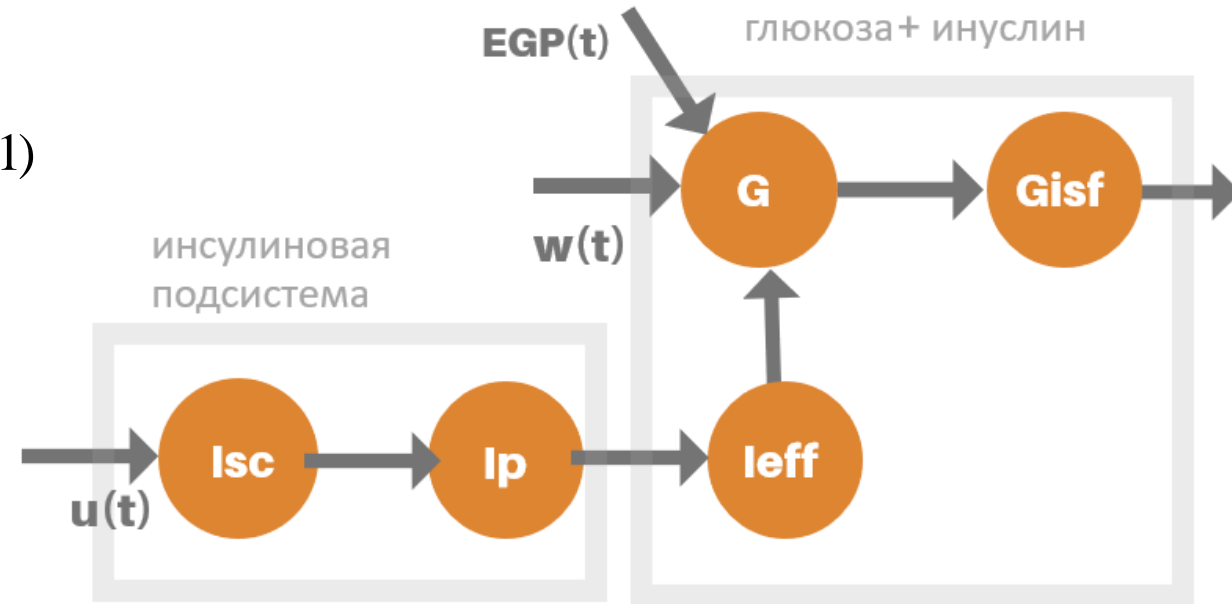 EGP(t)
глюкоза+ инуслин
1)
G
Gisf
w(t)
инсулиновая
подсистема
Isc
Ip
Ieff
u(t)